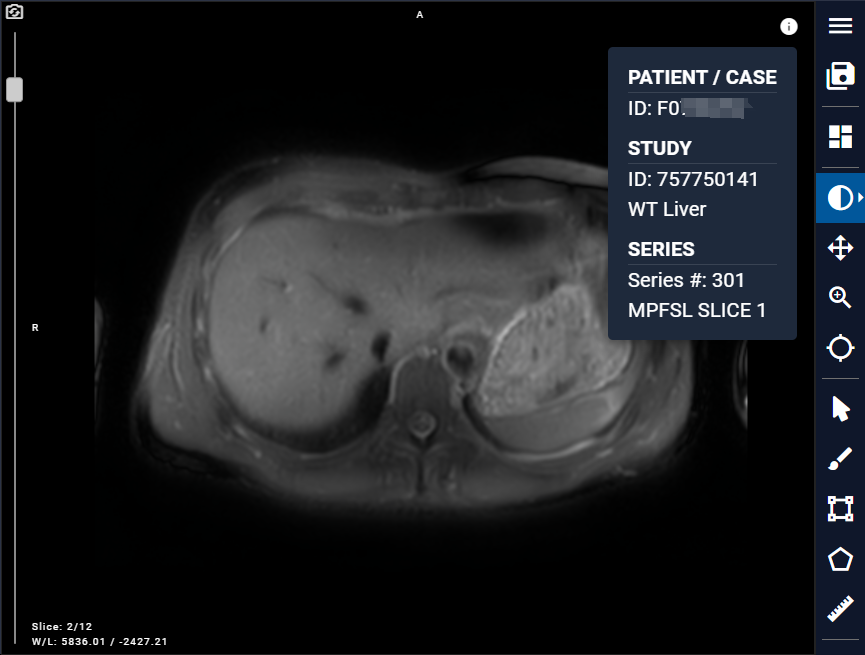 A
PATIENT / CASE
ID: F0
STUDY
ID: 757750141
WT Liver
SERIES
Series #: 301
MPFSL SLICE 1
R
Slice: 2/12
W/L: 5836.01 / -2427.21